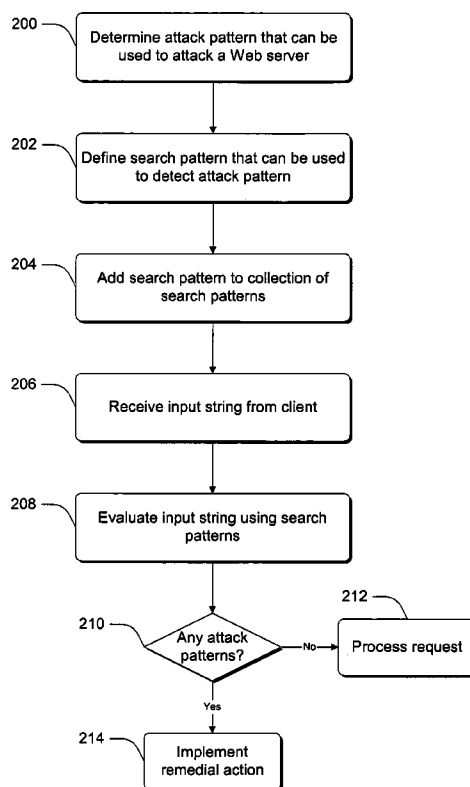 200
Determine attack pattern that can be
used to attack a Web server
202
Define search pattern that can be used
to detect attack pattern
204
Add search pattern to collection of
search patterns
206
Receive input string from client
208
Evaluate input string using search
patterns
210
Any attack
patterns?
No
212
Process request
Yes
214
Implement
remedial action